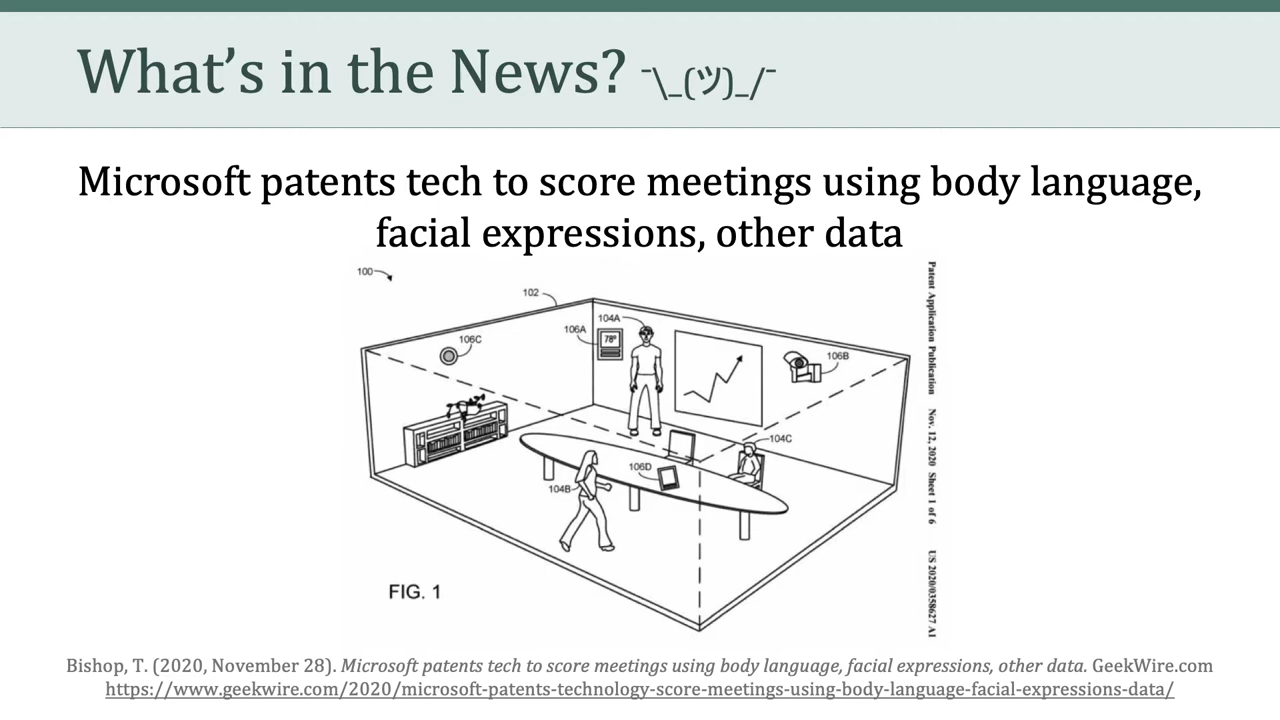 What's in the News? ¯\_(ツ)_/¯
Microsoft patents tech to score meetings using body language,
facial expressions, other data
100
102
104A
106A
78°
106C
106B
104C
106D
104B
FIG. 1
Patent Application Publication Nov. 12, 2020 Sheet 1 of 6 US 2020/0358627 A1
Bishop, T. (2020, November 28). Microsoft patents tech to score meetings using body language, facial expressions, other data. GeekWire.com
https://www.geekwire.com/2020/microsoft-patents-technology-score-meetings-using-body-language-facial-expressions-data/